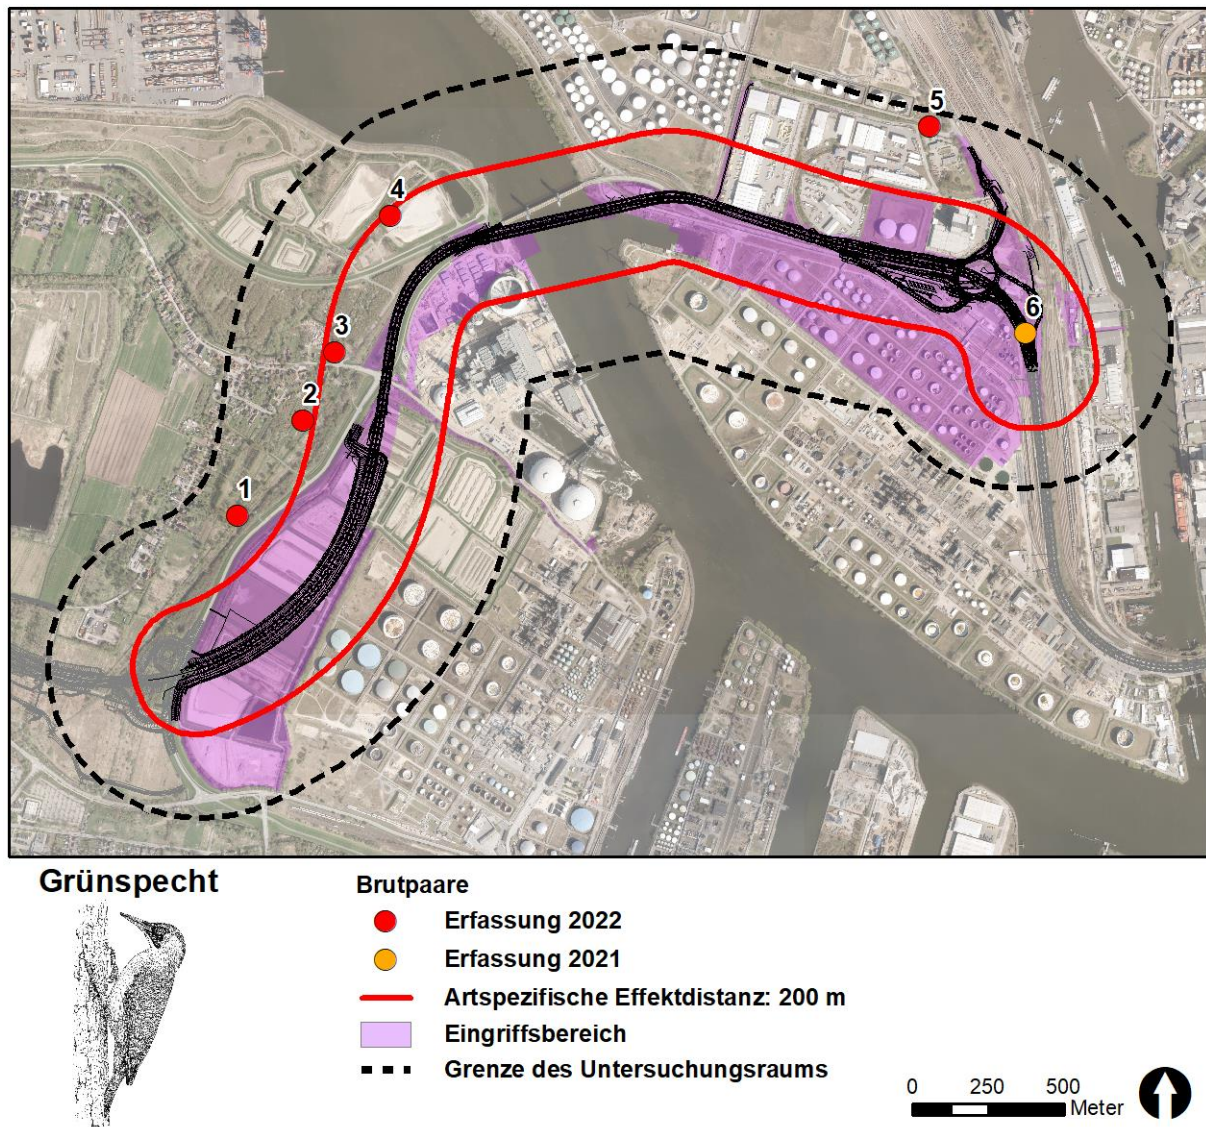 5
4
6
3
2
1
Grünspecht
Brutpaare
Erfassung 2022
Erfassung 2021
Artspezifische Effektdistanz: 200 m
Eingriffsbereich
Grenze des Untersuchungsraums
0 250 500
Meter